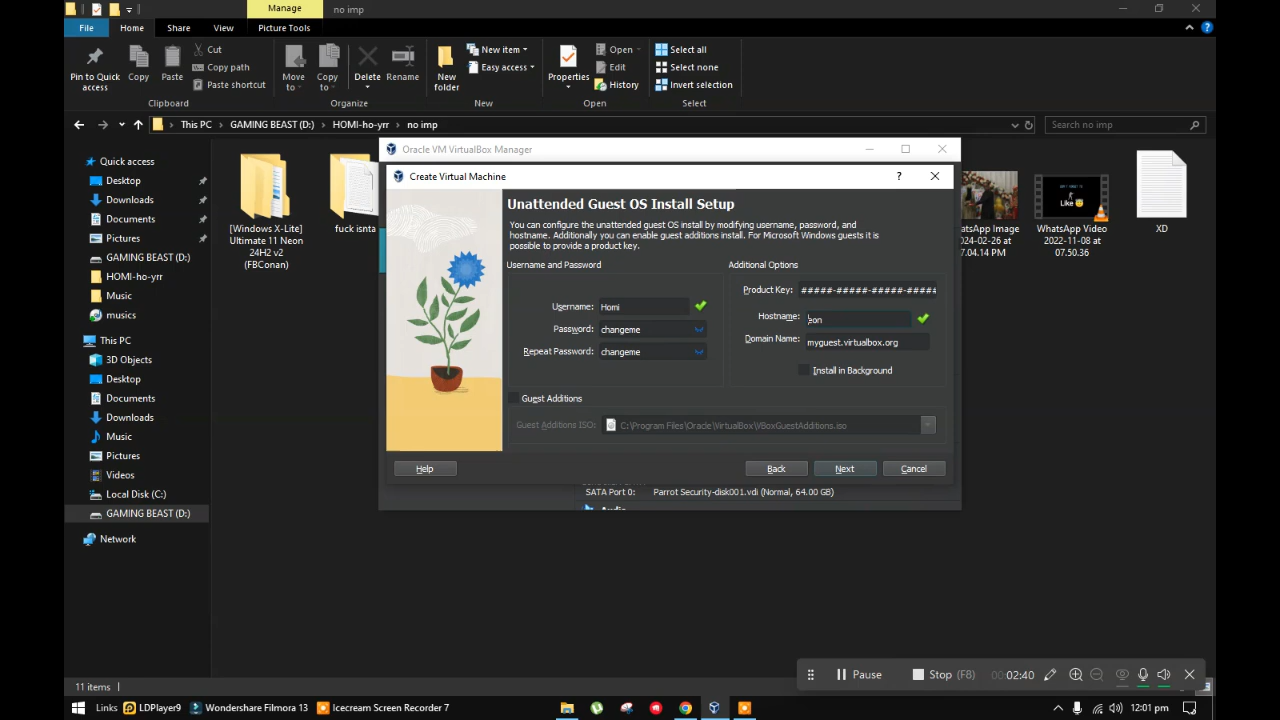 Manage
no imp
File
Home
Share
View
Picture Tools
Pin to Quick access
Copy
Paste
Cut
Copy path
Paste shortcut
Clipboard
Move to
Copy to
Delete
Rename
Organize
New folder
New item
Easy access
New
Properties
Open
Edit
History
Open
Select all
Select none
Invert selection
Select
This PC > GAMING BEAST (D:) > HOMI-ho-yrr > no imp
Search no imp
Quick access
Desktop
Downloads
Documents
Pictures
GAMING BEAST (D:)
HOMI-ho-yrr
Music
musics
This PC
3D Objects
Desktop
Documents
Downloads
Music
Pictures
Videos
Local Disk (C:)
GAMING BEAST (D:)
Network
[Windows X-Lite]
Ultimate 11 Neon
24H2 v2
(FBConan)
fuck isnta
Oracle VM VirtualBox Manager
Create Virtual Machine
?
Unattended Guest OS Install Setup
You can configure the unattended guest OS install by modifying username, password, and
hostname. Additionally you can enable guest additions install. For Microsoft Windows guests it is
possible to provide a product key.
Username and Password
Username: Homi
Password: changeme
Repeat Password: changeme
Additional Options
Product Key: #####-#####-#####-#####
Hostname: eon
Domain Name: myguest.virtualbox.org
Install in Background
Guest Additions
Guest Additions ISO: C:\Program Files\Oracle\VirtualBox\VBoxGuestAdditions.iso
Help
Back
Next
Cancel
SATA Port 0: Parrot Security-disk001.vdi (Normal, 64.00 GB)
Audio
WhatsApp Image
2024-02-26 at
7.04.14 PM
JUST 1 MORE TO
Like
WhatsApp Video
2022-11-08 at
07.50.36
XD
11 items
Pause
Stop (F8)
00:02:40
Links
LDPlayer9
Wondershare Filmora 13
Icecream Screen Recorder 7
12:01 pm